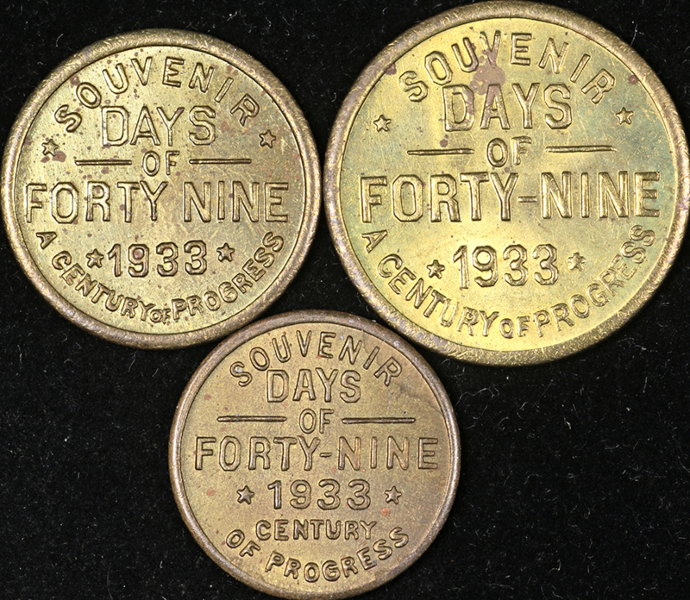 SOUVENIR
DAYS
OF
FORTY NINE
1933
A CENTURY OF PROGRESS
SOUVENIR
DAYS
OF
FORTY-NINE
1933
A CENTURY OF PROGRESS
SOUVENIR
DAYS
OF
FORTY-NINE
1933
CENTURY
OF PROGRESS